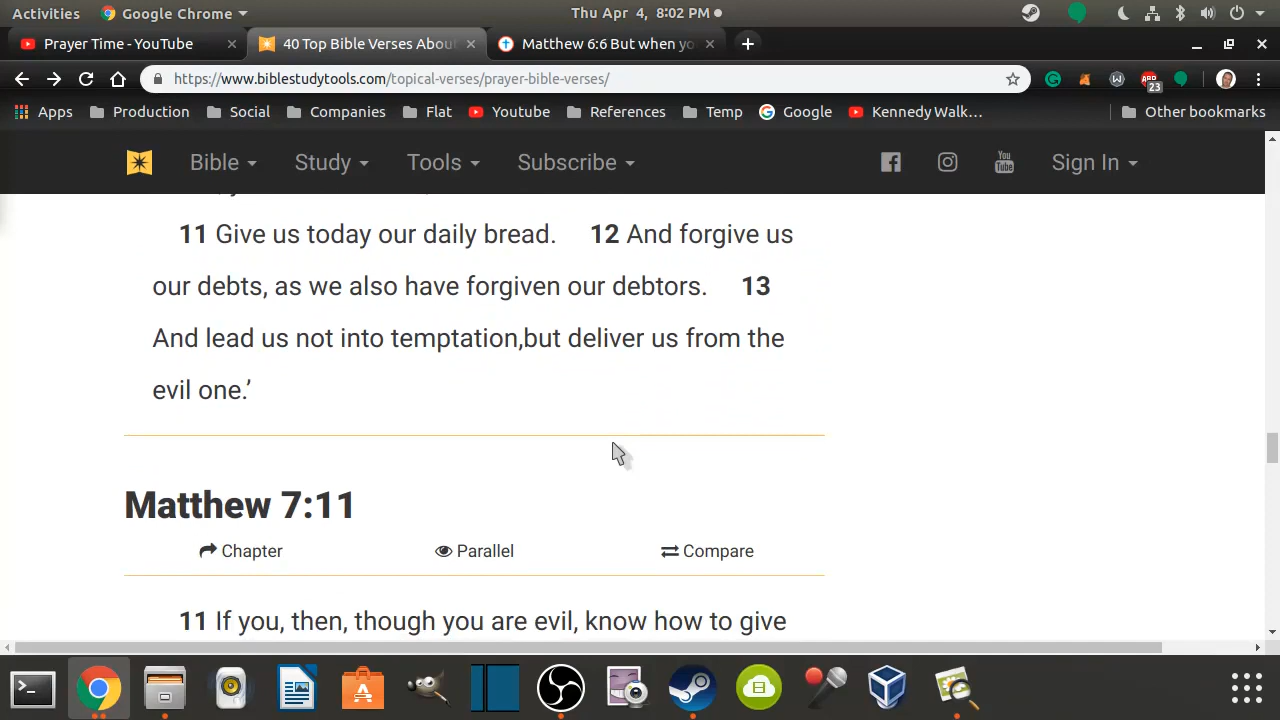 Activities Google Chrome Thu Apr 4, 8:02 PM
Prayer Time - YouTube 40 Top Bible Verses Abou Matthew 6:6 But when yo
https://www.biblestudytools.com/topical-verses/prayer-bible-verses/
23
Apps Production Social Companies Flat Youtube References Temp Google Kennedy Walk... Other bookmarks
Bible Study Tools Subscribe You Tube Sign In
11 Give us today our daily bread. 12 And forgive us
our debts, as we also have forgiven our debtors. 13
And lead us not into temptation,but deliver us from the
evil one.’
Matthew 7:11
Chapter Parallel Compare
11 If you, then, though you are evil, know how to give